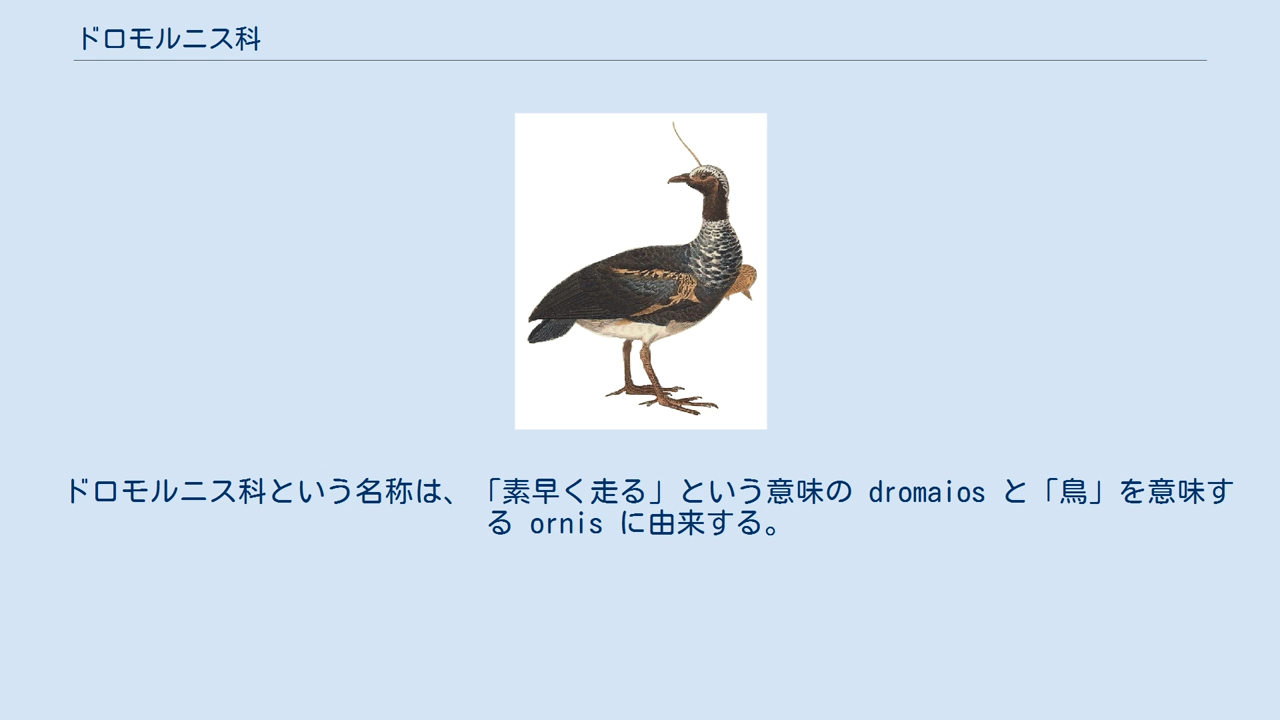 ドロモルニス科
ドロモルニス科という名称は、「素早く走る」という意味の dromaios と「鳥」を意味す
る ornis に由来する。